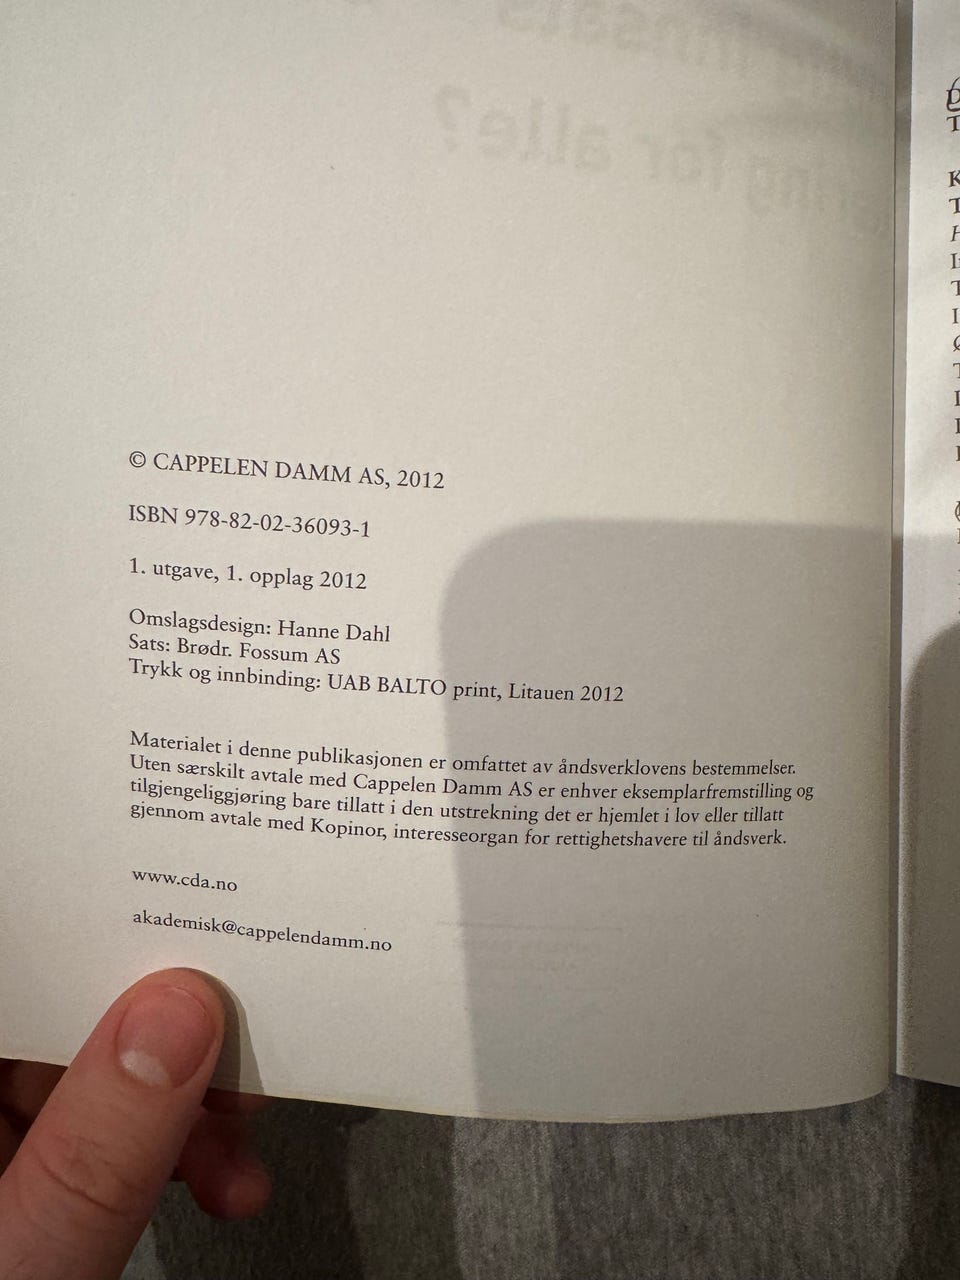 © CAPPELEN DAMM AS, 2012
ISBN 978-82-02-36093-1
1. utgave, 1. opplag 2012
Omslagsdesign: Hanne Dahl
Sats: Brødr. Fossum AS
Trykk og innbinding: UAB BALTO print, Litauen 2012
Materialet i denne publikasjonen er omfattet av åndsverklovens bestemmelser.
Uten særskilt avtale med Cappelen Damm AS er enhver eksemplarfremstilling og
tilgjengeliggjøring bare tillatt i den utstrekning det er hjemlet i lov eller tillatt
gjennom avtale med Kopinor, interesseorgan for rettighetshavere til åndsverk.
www.cda.no
akademisk@cappelendamm.no